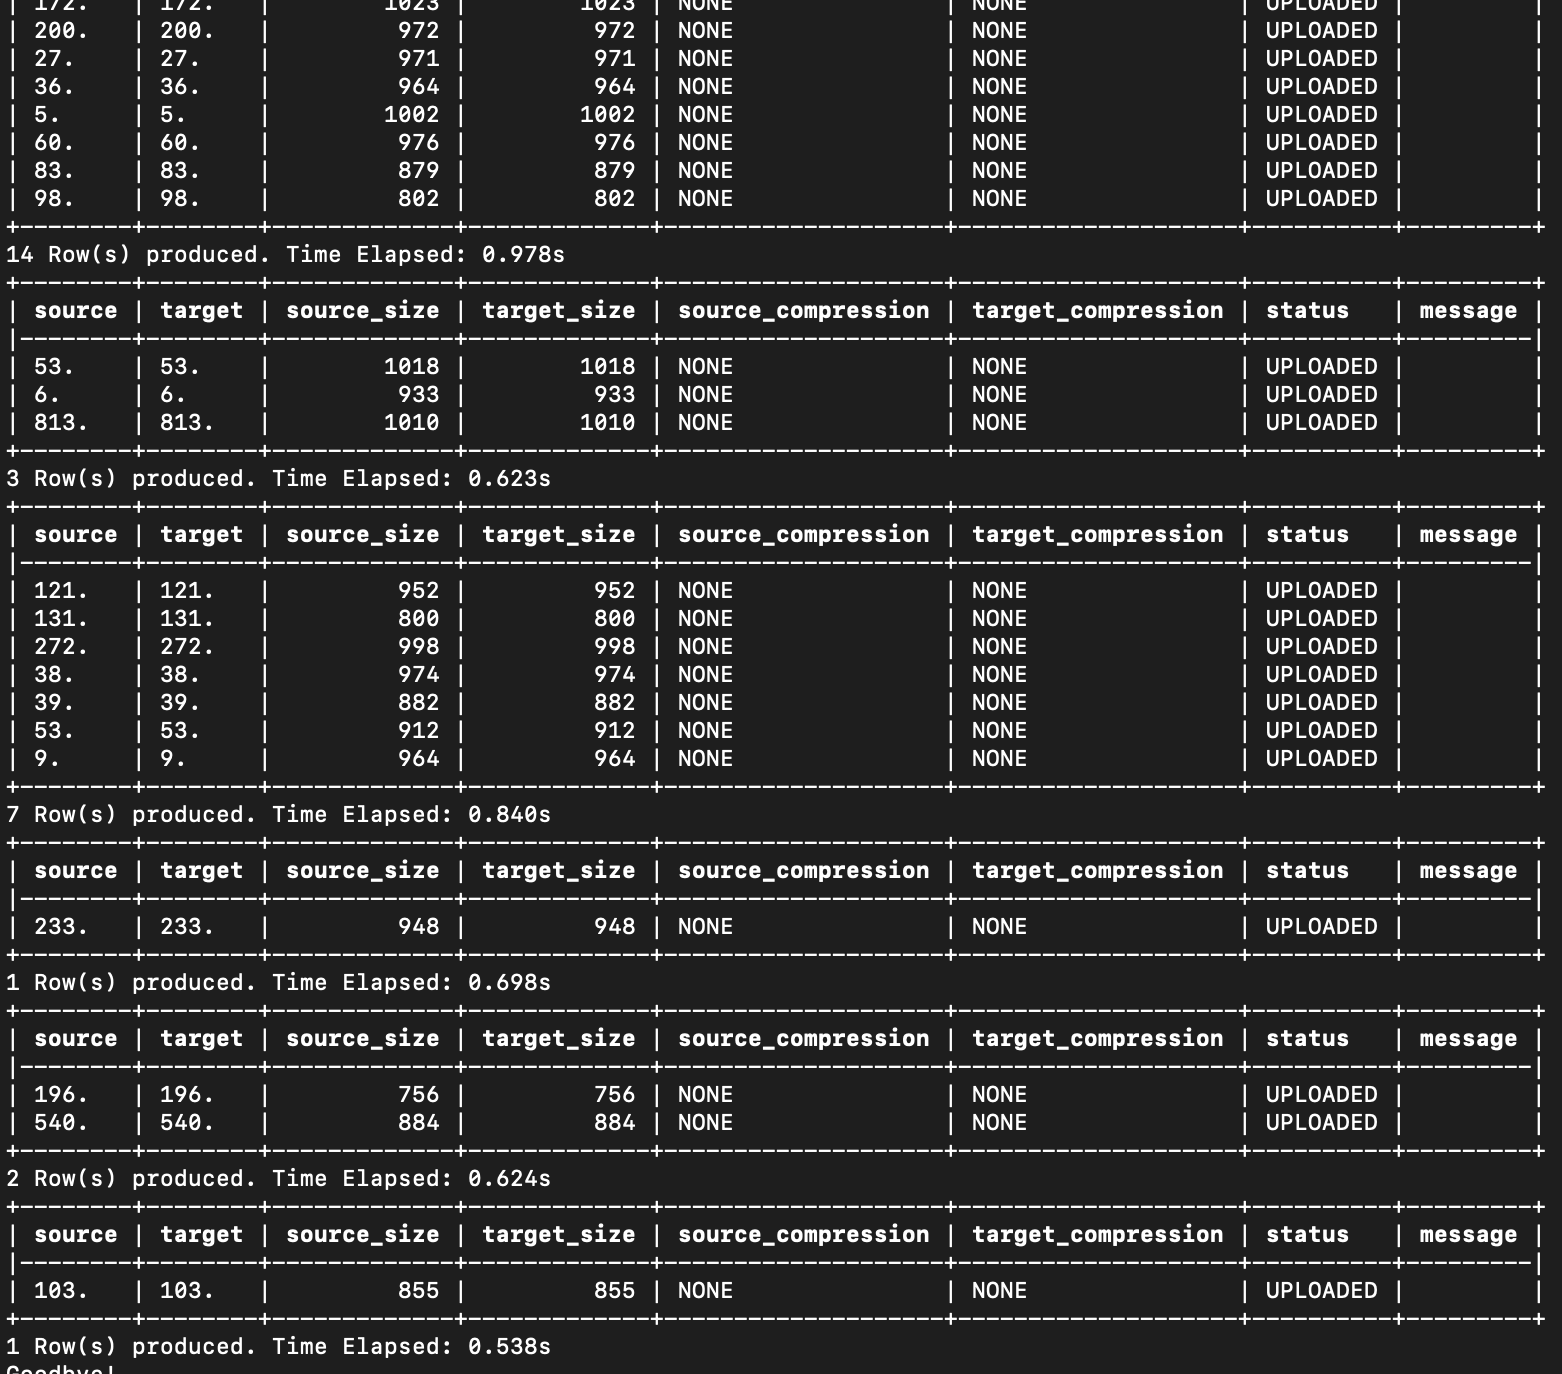 | 172.   | 172.   |        1023 |        1023 | NONE               | NONE               | UPLOADED |         |
| 200.   | 200.   |         972 |         972 | NONE               | NONE               | UPLOADED |         |
| 27.    | 27.    |         971 |         971 | NONE               | NONE               | UPLOADED |         |
| 36.    | 36.    |         964 |         964 | NONE               | NONE               | UPLOADED |         |
| 5.     | 5.     |        1002 |        1002 | NONE               | NONE               | UPLOADED |         |
| 60.    | 60.    |         976 |         976 | NONE               | NONE               | UPLOADED |         |
| 83.    | 83.    |         879 |         879 | NONE               | NONE               | UPLOADED |         |
| 98.    | 98.    |         802 |         802 | NONE               | NONE               | UPLOADED |         |
+--------+--------+-------------+-------------+--------------------+--------------------+----------+---------+
14 Row(s) produced. Time Elapsed: 0.978s
+--------+--------+-------------+-------------+--------------------+--------------------+----------+---------+
| source | target | source_size | target_size | source_compression | target_compression | status   | message |
|--------+--------+-------------+-------------+--------------------+--------------------+----------+---------|
| 53.    | 53.    |        1018 |        1018 | NONE               | NONE               | UPLOADED |         |
| 6.     | 6.     |         933 |         933 | NONE               | NONE               | UPLOADED |         |
| 813.   | 813.   |        1010 |        1010 | NONE               | NONE               | UPLOADED |         |
+--------+--------+-------------+-------------+--------------------+--------------------+----------+---------+
3 Row(s) produced. Time Elapsed: 0.623s
+--------+--------+-------------+-------------+--------------------+--------------------+----------+---------+
| source | target | source_size | target_size | source_compression | target_compression | status   | message |
|--------+--------+-------------+-------------+--------------------+--------------------+----------+---------|
| 121.   | 121.   |         952 |         952 | NONE               | NONE               | UPLOADED |         |
| 131.   | 131.   |         800 |         800 | NONE               | NONE               | UPLOADED |         |
| 272.   | 272.   |         998 |         998 | NONE               | NONE               | UPLOADED |         |
| 38.    | 38.    |         974 |         974 | NONE               | NONE               | UPLOADED |         |
| 39.    | 39.    |         882 |         882 | NONE               | NONE               | UPLOADED |         |
| 53.    | 53.    |         912 |         912 | NONE               | NONE               | UPLOADED |         |
| 9.     | 9.     |         964 |         964 | NONE               | NONE               | UPLOADED |         |
+--------+--------+-------------+-------------+--------------------+--------------------+----------+---------+
7 Row(s) produced. Time Elapsed: 0.840s
+--------+--------+-------------+-------------+--------------------+--------------------+----------+---------+
| source | target | source_size | target_size | source_compression | target_compression | status   | message |
|--------+--------+-------------+-------------+--------------------+--------------------+----------+---------|
| 233.   | 233.   |         948 |         948 | NONE               | NONE               | UPLOADED |         |
+--------+--------+-------------+-------------+--------------------+--------------------+----------+---------+
1 Row(s) produced. Time Elapsed: 0.698s
+--------+--------+-------------+-------------+--------------------+--------------------+----------+---------+
| source | target | source_size | target_size | source_compression | target_compression | status   | message |
|--------+--------+-------------+-------------+--------------------+--------------------+----------+---------|
| 196.   | 196.   |         756 |         756 | NONE               | NONE               | UPLOADED |         |
| 540.   | 540.   |         884 |         884 | NONE               | NONE               | UPLOADED |         |
+--------+--------+-------------+-------------+--------------------+--------------------+----------+---------+
2 Row(s) produced. Time Elapsed: 0.624s
+--------+--------+-------------+-------------+--------------------+--------------------+----------+---------+
| source | target | source_size | target_size | source_compression | target_compression | status   | message |
|--------+--------+-------------+-------------+--------------------+--------------------+----------+---------|
| 103.   | 103.   |         855 |         855 | NONE               | NONE               | UPLOADED |         |
+--------+--------+-------------+-------------+--------------------+--------------------+----------+---------+
1 Row(s) produced. Time Elapsed: 0.538s
Goodbye!